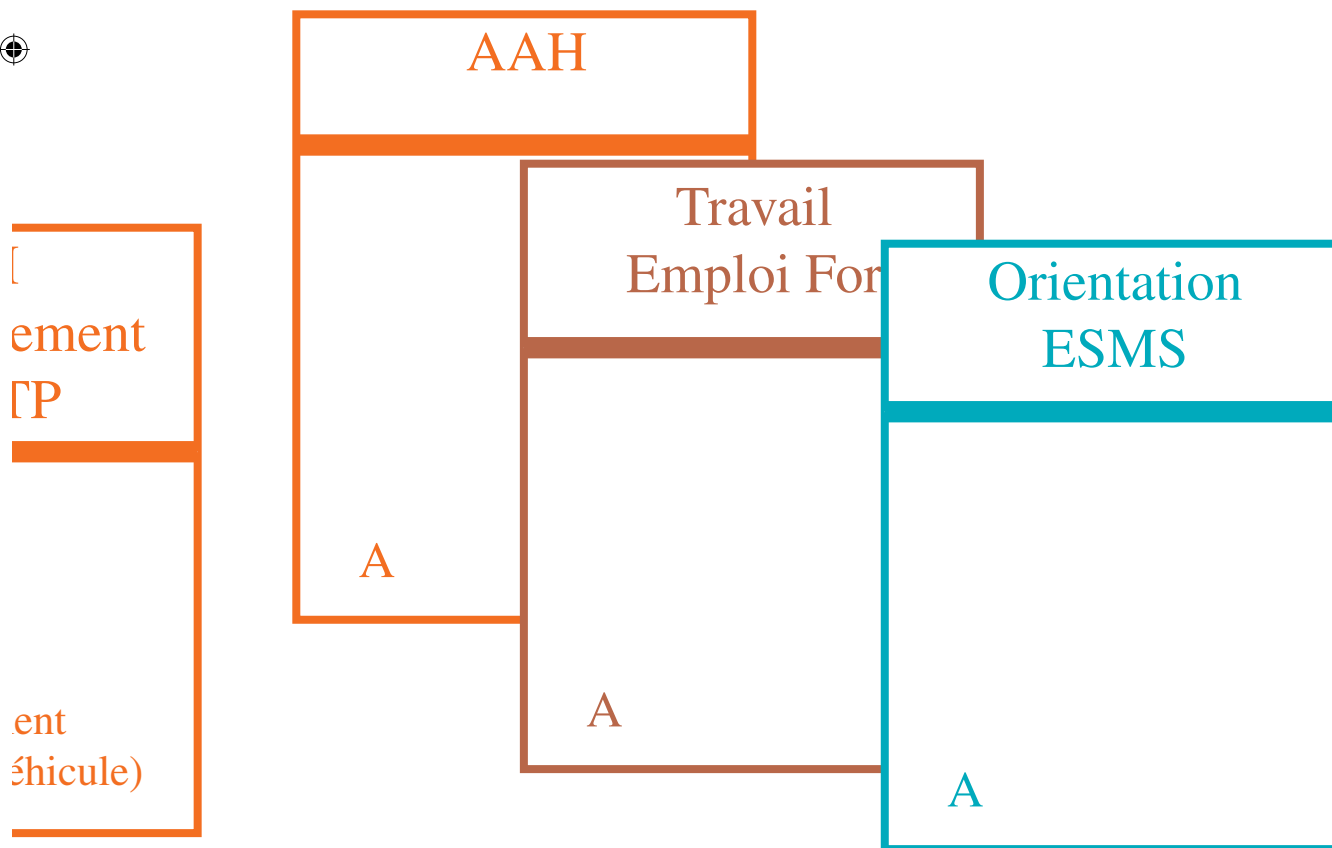 AAH
A
Travail
Emploi For
A
Orientation
ESMS
A
ement
TP
ent
éhicule)